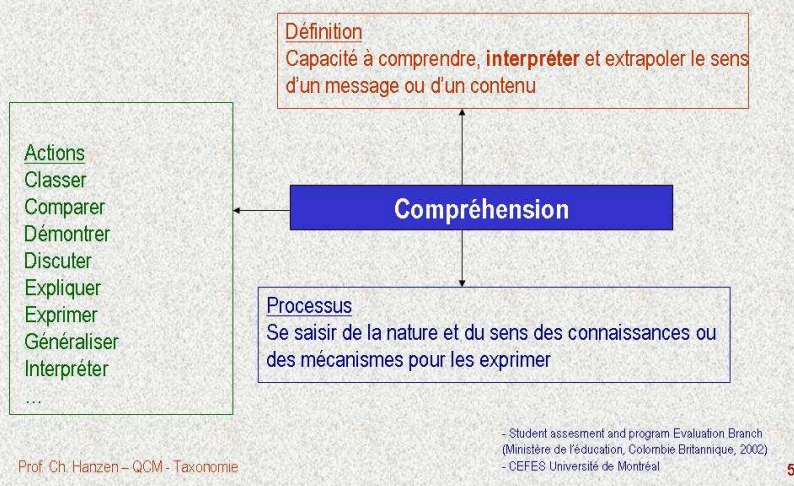 Définition
Capacité à comprendre, interpréter et extrapoler le sens
d'un message ou d'un contenu
Actions
Classer
Comparer
Démontrer
Discuter
Expliquer
Exprimer
Généraliser
Interpréter
…
Compréhension
Processus
Se saisir de la nature et du sens des connaissances ou
des mécanismes pour les exprimer
- Student assesment and program Evaluation Branch
(Ministère de l'éducation, Colombie Britannique, 2002)
- CEFES Université de Montréal
Prof. Ch. Hanzen – QCM - Taxonomie
5